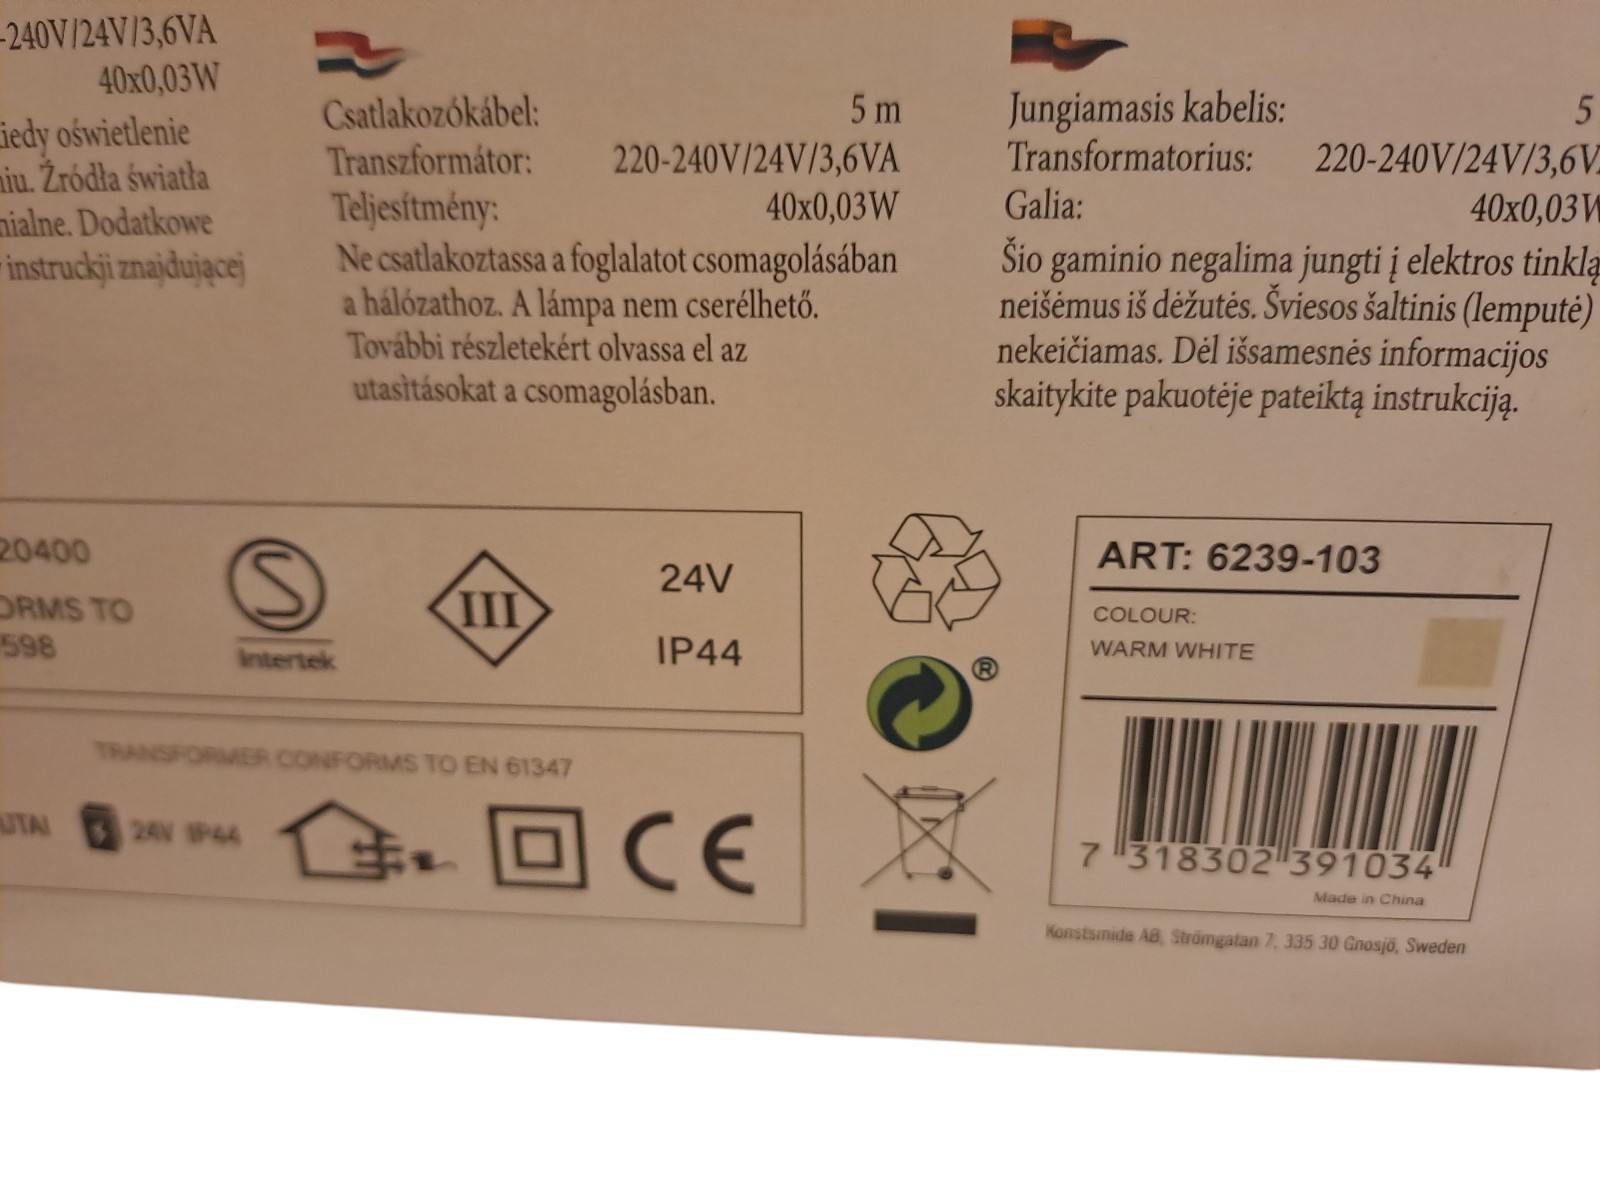 -240V/24V/3,6VA
40x0,03W
iedy oświetlenie
niu. Źródła światła
nialne. Dodatkowe
instruckji znajdującej
Csatlakozókábel: 5 m
Transzformátor: 220-240V/24V/3,6VA
Teljesítmény: 40x0,03W
Ne csatlakoztassa a foglalatot csomagolásában
a hálózathoz. A lámpa nem cserélhető.
További részletekért olvassa el az
utasìtásokat a csomagolásban.
Jungiamasis kabelis: 5
Transformatorius: 220-240V/24V/3,6V
Galia: 40x0,03W
Šio gaminio negalima jungti į elektros tinklą
neišėmus iš dėžutės. Šviesos šaltinis (lemputė)
nekeičiamas. Dėl išsamesnės informacijos
skaitykite pakuotėje pateiktą instrukciją.
20400
ORMS TO
598
S
Intertek
III
24V
IP44
TRANSFORMER CONFORMS TO EN 61347
UTAI
24V IP44
CE
®
ART: 6239-103
COLOUR:
WARM WHITE
7 318302 391034
Made in China
Konstsmide AB, Strömgatan 7, 335 30 Gnosjö, Sweden